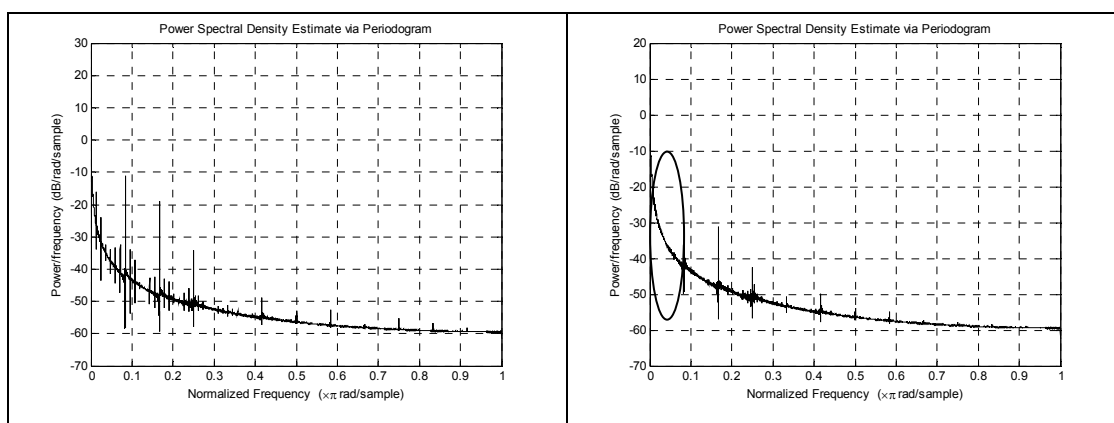 Power Spectral Density Estimate via Periodogram
30
20
10
0
-10
-20
-30
-40
-50
-60
-70
Power/frequency (dB/rad/sample)
0 0.1 0.2 0.3 0.4 0.5 0.6 0.7 0.8 0.9 1
Normalized Frequency (×π rad/sample)
Power Spectral Density Estimate via Periodogram
20
10
0
-10
-20
-30
-40
-50
-60
-70
Power/frequency (dB/rad/sample)
0 0.1 0.2 0.3 0.4 0.5 0.6 0.7 0.8 0.9 1
Normalized Frequency (×π rad/sample)